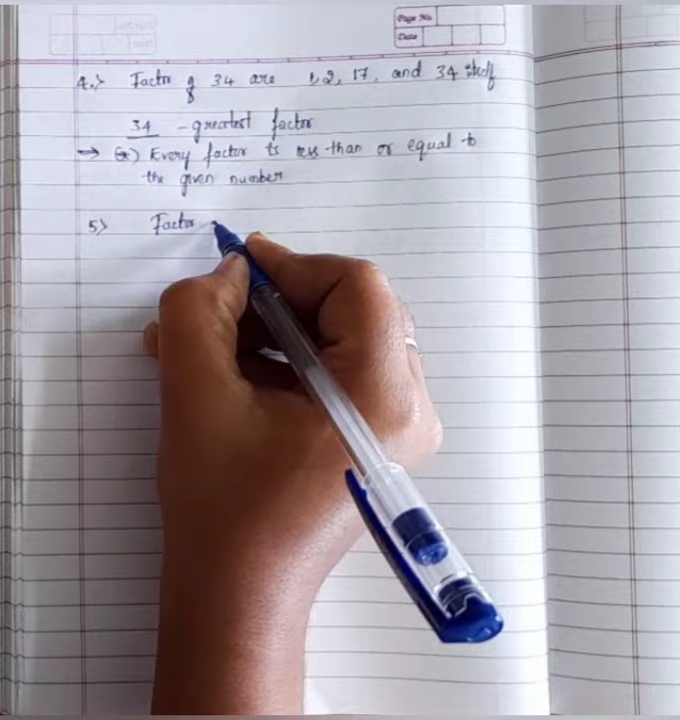 Page No.
Date
4.) Factor of 34 are 1, 2, 17, and 34 itself
34 - greatest factor
→ (*) Every factor is less than or equal to
the given number
5) Factor